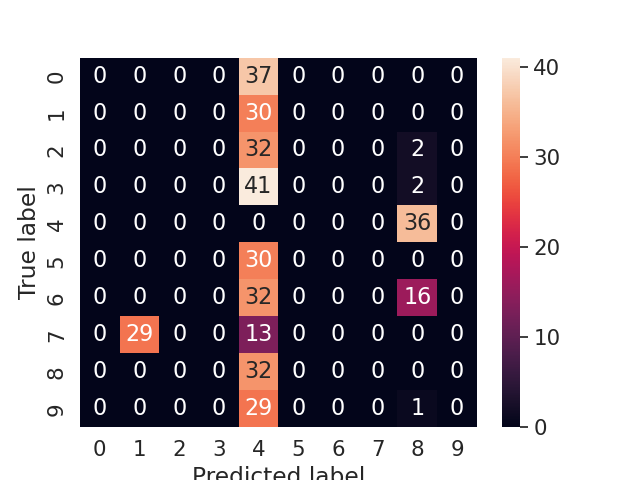 True label
0 0 0 0 0 37 0 0 0 0 0
1 0 0 0 0 30 0 0 0 0 0
2 0 0 0 0 32 0 0 0 2 0
3 0 0 0 0 41 0 0 0 2 0
4 0 0 0 0 0 0 0 0 36 0
5 0 0 0 0 30 0 0 0 0 0
6 0 0 0 0 32 0 0 0 16 0
7 0 29 0 0 13 0 0 0 0 0
8 0 0 0 0 32 0 0 0 0 0
9 0 0 0 0 29 0 0 0 1 0
0 1 2 3 4 5 6 7 8 9
Predicted label
40
30
20
10
0